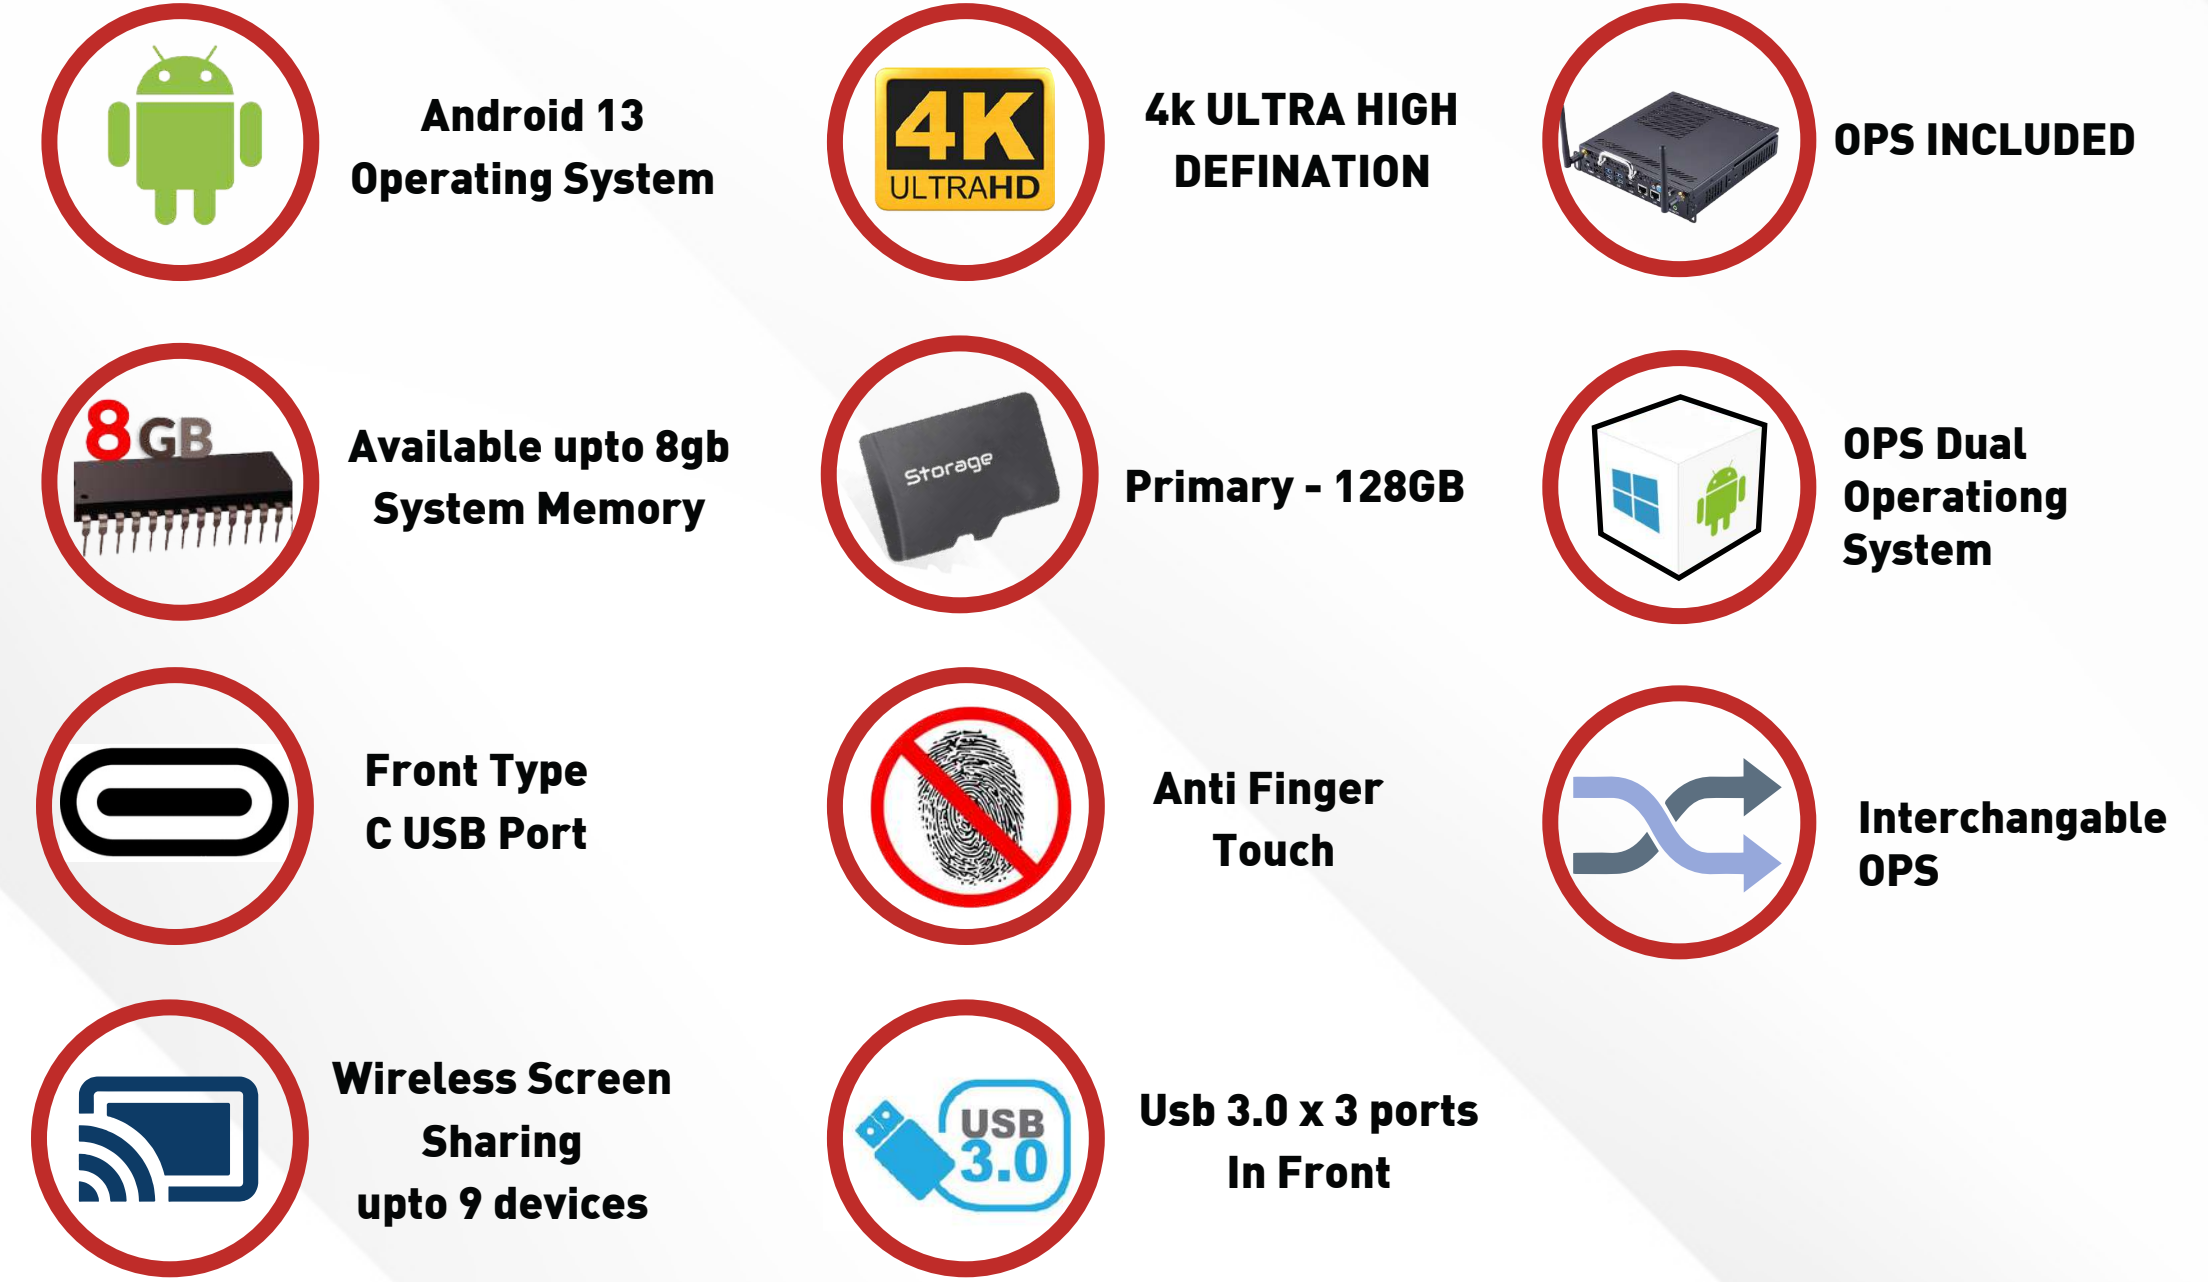 Android 13
Operating System
4K
ULTRAHD
4k ULTRA HIGH
DEFINATION
OPS INCLUDED
8GB
Available upto 8gb
System Memory
Storage
Primary - 128GB
OPS Dual
Operationg
System
Front Type
C USB Port
Anti Finger
Touch
Interchangable
OPS
Wireless Screen
Sharing
upto 9 devices
USB
3.0
Usb 3.0 x 3 ports
In Front